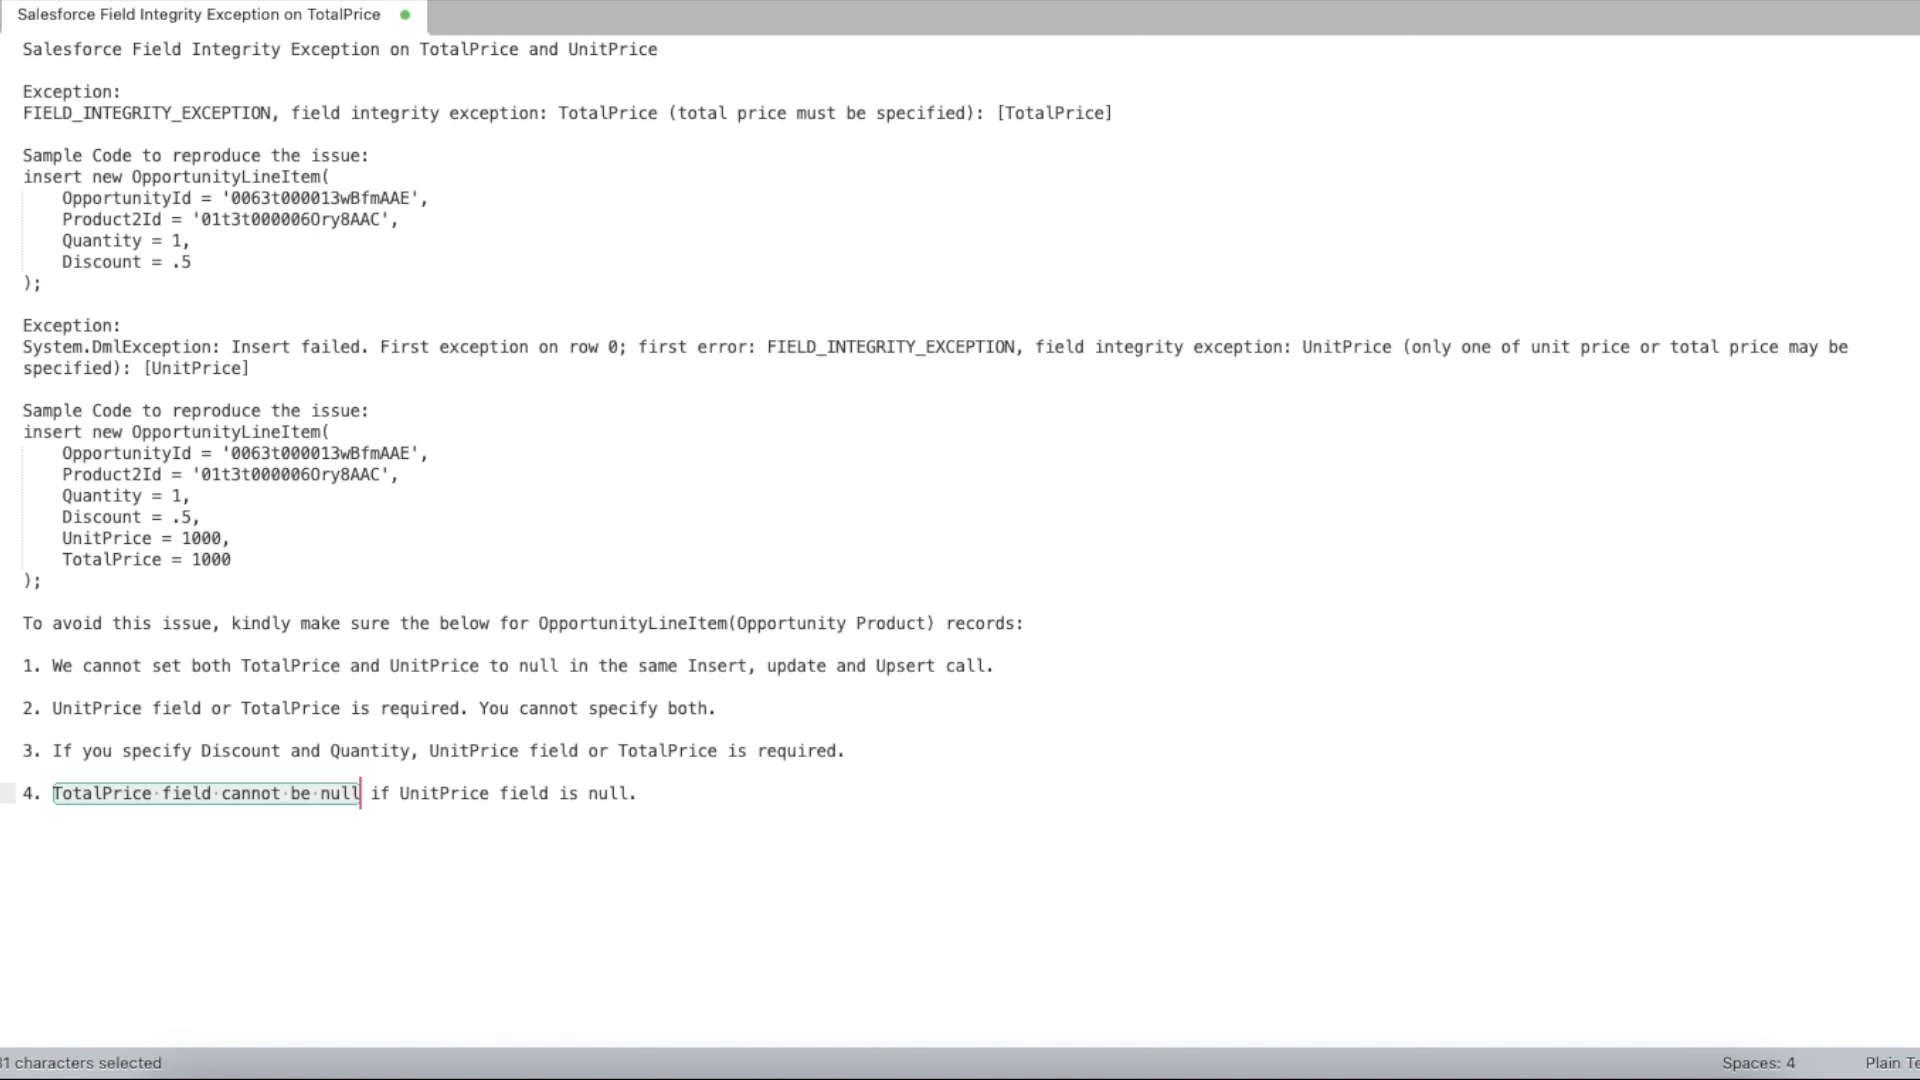 Salesforce Field Integrity Exception on TotalPrice
Salesforce Field Integrity Exception on TotalPrice and UnitPrice
Exception:
FIELD_INTEGRITY_EXCEPTION, field integrity exception: TotalPrice (total price must be specified): [TotalPrice]
Sample Code to reproduce the issue:
insert new OpportunityLineItem(
    OpportunityId = '0063t000013wBfmAAE',
    Product2Id = '01t3t000006Ory8AAC',
    Quantity = 1,
    Discount = .5
);
Exception:
System.DmlException: Insert failed. First exception on row 0; first error: FIELD_INTEGRITY_EXCEPTION, field integrity exception: UnitPrice (only one of unit price or total price may be
specified): [UnitPrice]
Sample Code to reproduce the issue:
insert new OpportunityLineItem(
    OpportunityId = '0063t000013wBfmAAE',
    Product2Id = '01t3t000006Ory8AAC',
    Quantity = 1,
    Discount = .5,
    UnitPrice = 1000,
    TotalPrice = 1000
);
To avoid this issue, kindly make sure the below for OpportunityLineItem(Opportunity Product) records:
1. We cannot set both TotalPrice and UnitPrice to null in the same Insert, update and Upsert call.
2. UnitPrice field or TotalPrice is required. You cannot specify both.
3. If you specify Discount and Quantity, UnitPrice field or TotalPrice is required.
4. TotalPrice field cannot be null if UnitPrice field is null.
31 characters selected
Spaces: 4
Plain Te